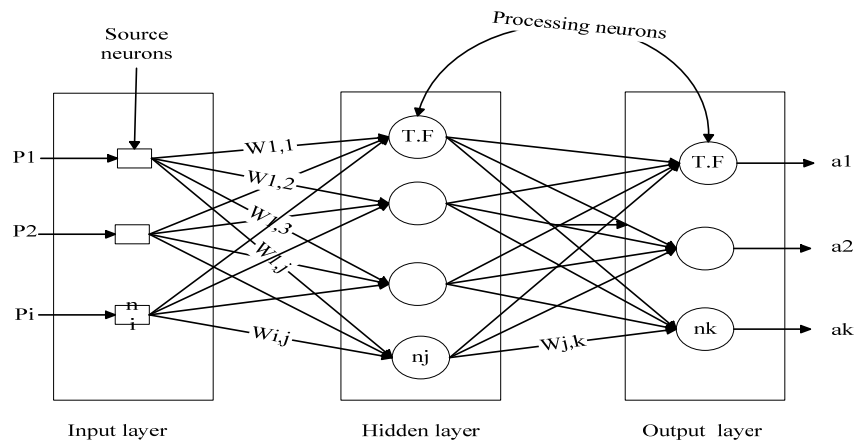 Source
neurons
Processing neurons
P1
W1,1
T.F
T.F
a1
W1,2
P2
W1,3
a2
Wi,j
Pi
n
i
Wi,j
nj
Wj,k
nk
ak
Input layer
Hidden layer
Output layer